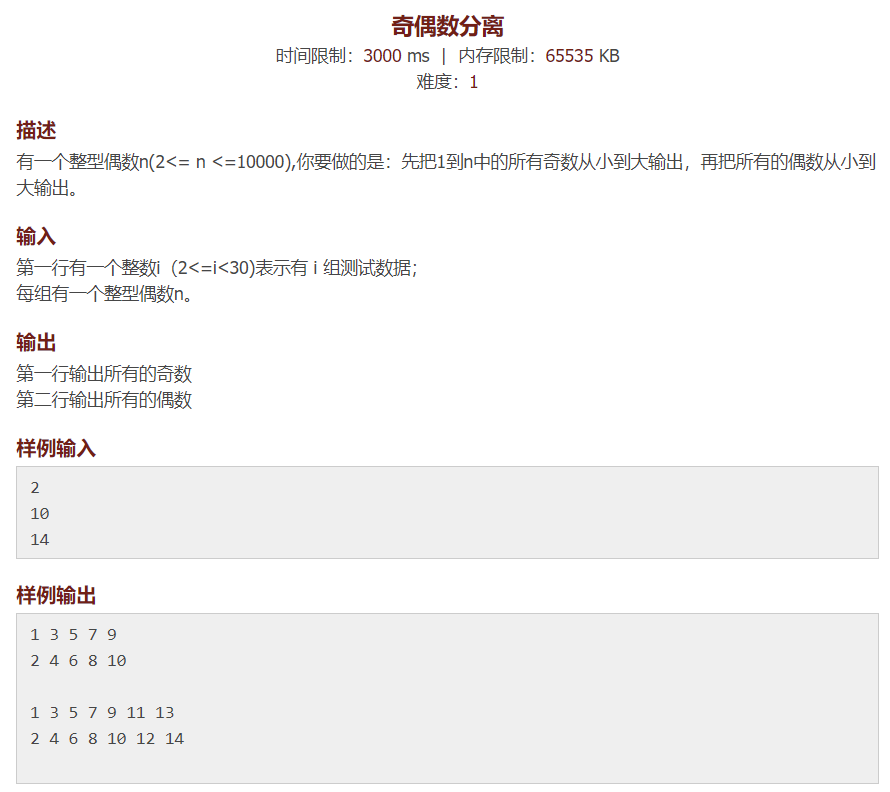 奇偶数分离
时间限制：3000 ms | 内存限制：65535 KB
难度：1
描述
有一个整型偶数n(2<= n <=10000),你要做的是：先把1到n中的所有奇数从小到大输出，再把所有的偶数从小到
大输出。
输入
第一行有一个整数i（2<=i<30)表示有 i 组测试数据；
每组有一个整型偶数n。
输出
第一行输出所有的奇数
第二行输出所有的偶数
样例输入
2
10
14
样例输出
1 3 5 7 9
2 4 6 8 10
1 3 5 7 9 11 13
2 4 6 8 10 12 14